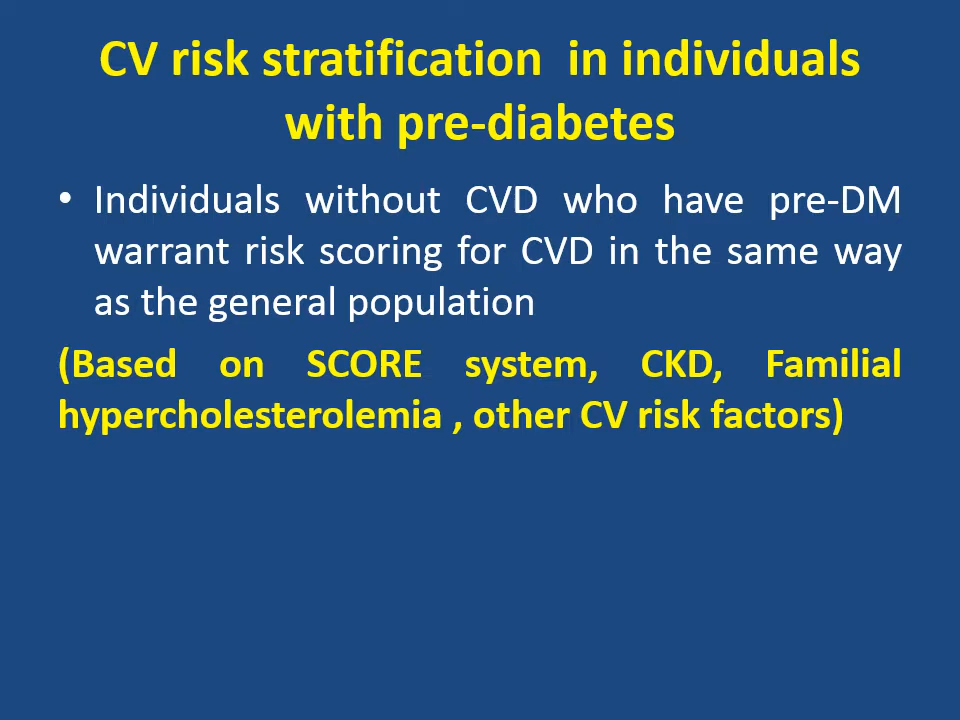 CV risk stratification in individuals
with pre-diabetes
• Individuals without CVD who have pre-DM
warrant risk scoring for CVD in the same way
as the general population
(Based on SCORE system, CKD, Familial
hypercholesterolemia , other CV risk factors)